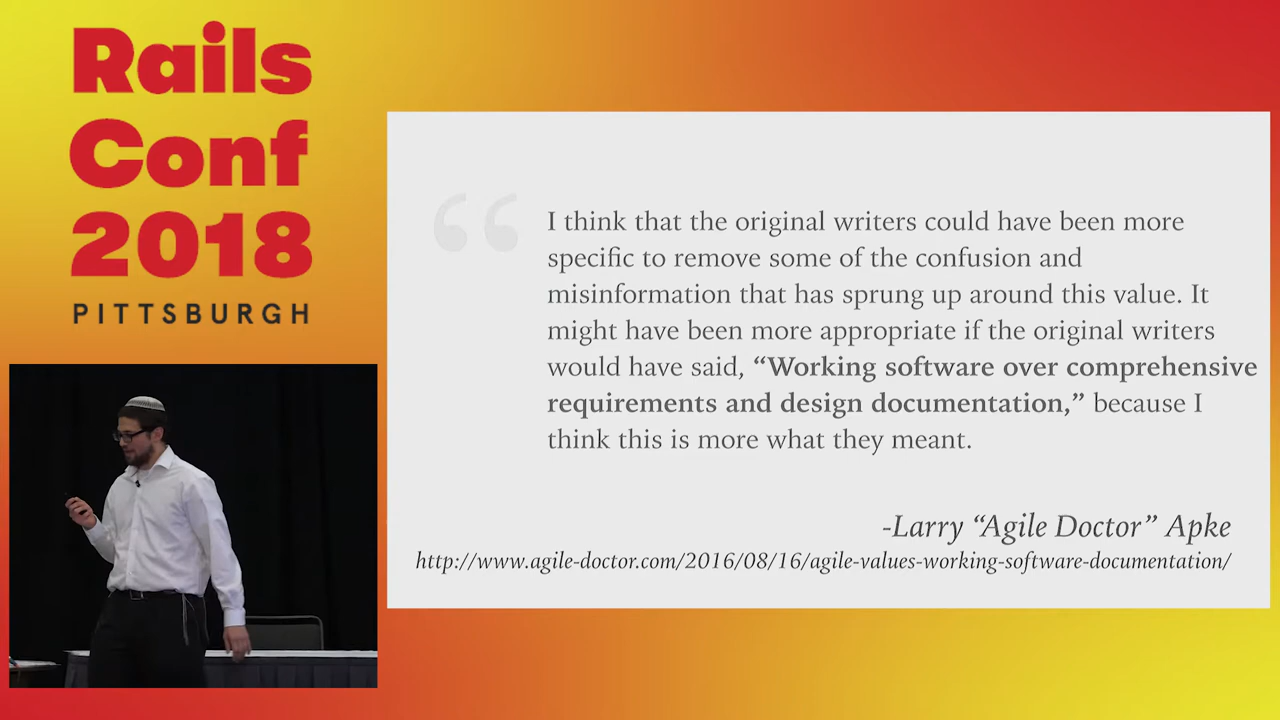 Rails
Conf
2018
PITTSBURGH
“
I think that the original writers could have been more
specific to remove some of the confusion and
misinformation that has sprung up around this value. It
might have been more appropriate if the original writers
would have said, “Working software over comprehensive
requirements and design documentation,” because I
think this is more what they meant.
-Larry “Agile Doctor” Apke
http://www.agile-doctor.com/2016/08/16/agile-values-working-software-documentation/